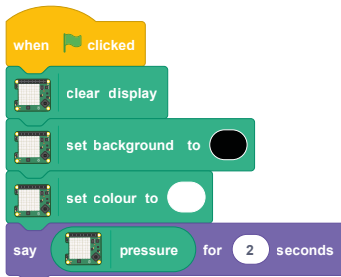 when clicked
clear display
set background to
set colour to
say pressure for 2 seconds